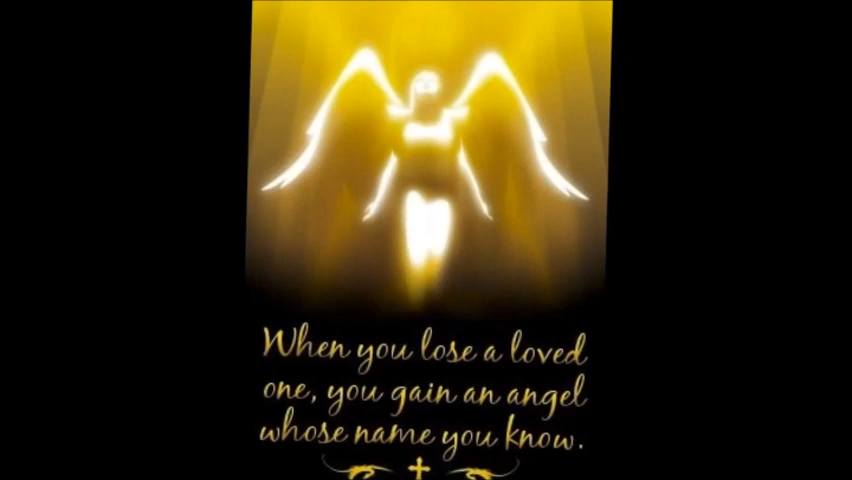 When you lose a loved
one, you gain an angel
whose name you know.